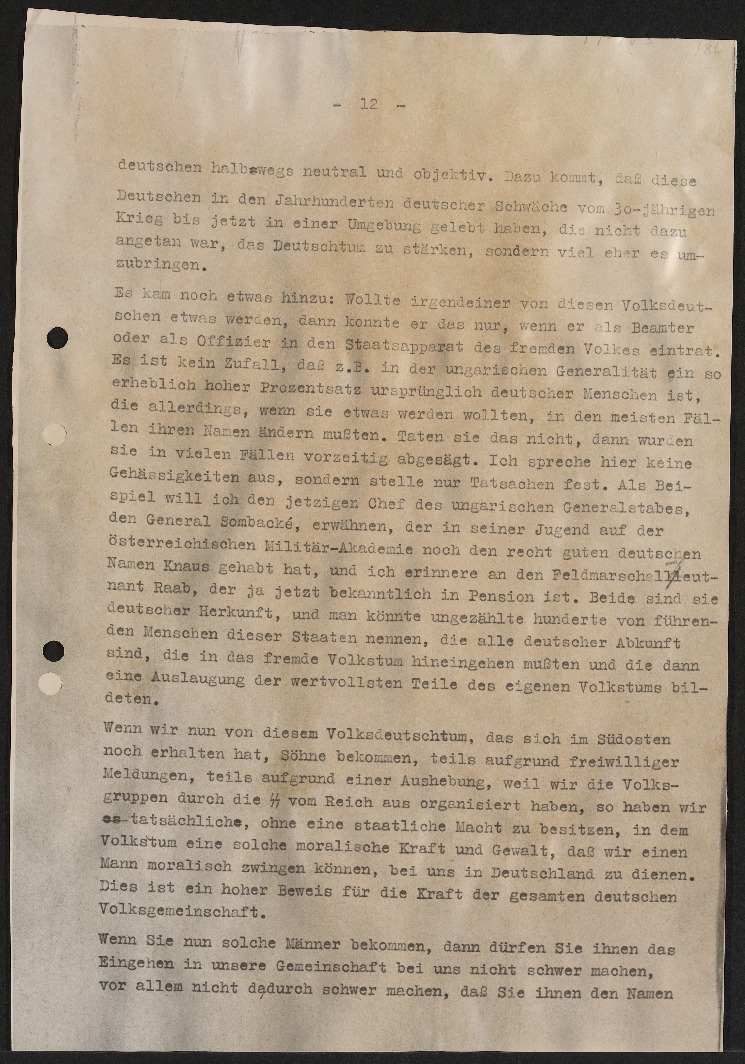 - 12 -
deutschen halbswegs neutral und objektiv. Dazu kommt, daß diese
Deutschen in den Jahrhunderten deutscher Schwäche vom 3o-jährigen
Krieg bis jetzt in einer Umgebung gelebt haben, die nicht dazu
angetan war, das Deutschtum zu stärken, sondern viel eher es um-
zubringen.
Es kam noch etwas hinzu: Wollte irgendeiner von diesen Volksdeut-
schen etwas werden, dann konnte er das nur, wenn er als Beamter
oder als Offizier in den Staatsapparat des fremden Volkes eintrat.
Es ist kein Zufall, daß z.B. in der ungarischen Generalität ein so
erheblich hoher Prozentsatz ursprünglich deutscher Menschen ist,
die allerdings, wenn sie etwas werden wollten, in den meisten Fäl-
len ihren Namen ändern mußten. Taten sie das nicht, dann wurden
sie in vielen Fällen vorzeitig abgesägt. Ich spreche hier keine
Gehässigkeiten aus, sondern stelle nur Tatsachen fest. Als Bei-
spiel will ich den jetzigen Chef des ungarischen Generalstabes,
den General Sombacké, erwähnen, der in seiner Jugend auf der
österreichischen Militär-Akademie noch den recht guten deutschen
Namen Knaus gehabt hat, und ich erinnere an den Feldmarschalleut-
nant Raab, der ja jetzt bekanntlich in Pension ist. Beide sind sie
deutscher Herkunft, und man könnte ungezählte hunderte von führen-
den Menschen dieser Staaten nennen, die alle deutscher Abkunft
sind, die in das fremde Volkstum hineingehen mußten und die dann
eine Auslaugung der wertvollsten Teile des eigenen Volkstums bil-
deten.
Wenn wir nun von diesem Volksdeutschtum, das sich im Südosten
noch erhalten hat, Söhne bekommen, teils aufgrund freiwilliger
Meldungen, teils aufgrund einer Aushebung, weil wir die Volks-
gruppen durch die ᛋᛋ vom Reich aus organisiert haben, so haben wir
es tatsächliche, ohne eine staatliche Macht zu besitzen, in dem
Volkstum eine solche moralische Kraft und Gewalt, daß wir einen
Mann moralisch zwingen können, bei uns in Deutschland zu dienen.
Dies ist ein hoher Beweis für die Kraft der gesamten deutschen
Volksgemeinschaft.
Wenn Sie nun solche Männer bekommen, dann dürfen Sie ihnen das
Eingehen in unsere Gemeinschaft bei uns nicht schwer machen,
vor allem nicht dadurch schwer machen, daß Sie ihnen den Namen